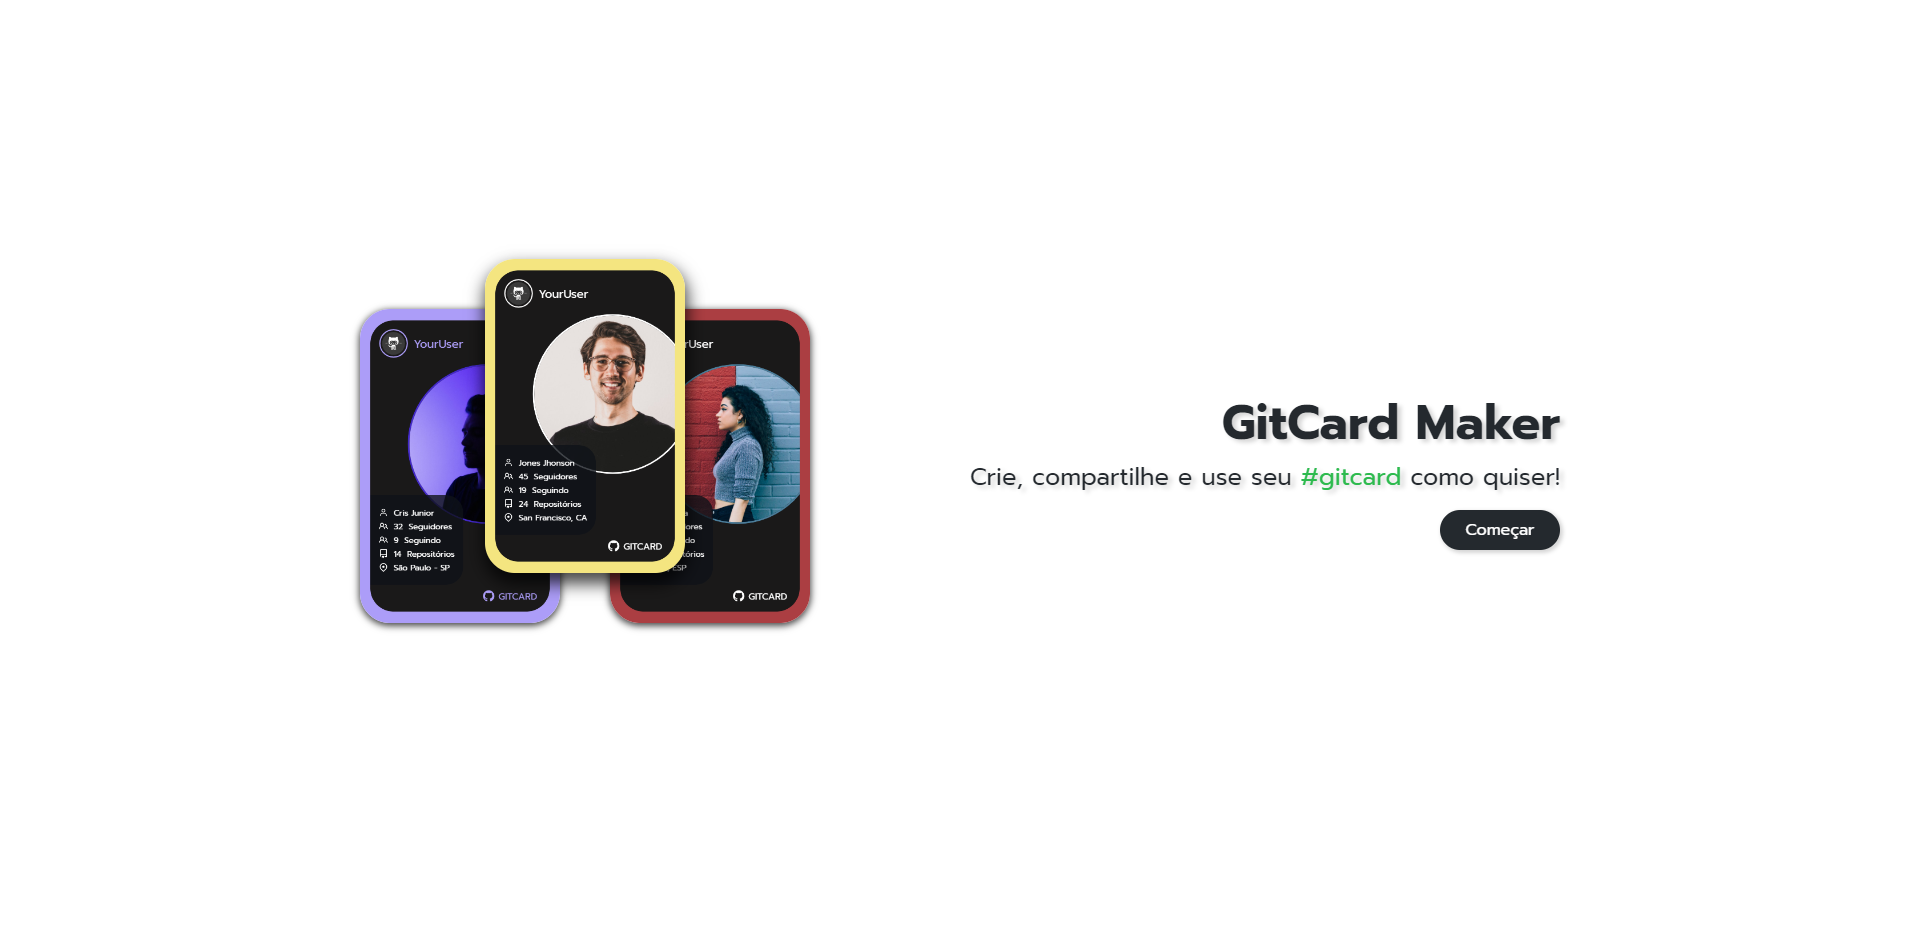 YourUser
Cris Junior
32 Seguidores
9 Seguindo
14 Repositórios
São Paulo - SP
GITCARD
YourUser
Jones Jhonson
45 Seguidores
19 Seguindo
24 Repositórios
San Francisco, CA
GITCARD
GITCARD
GitCard Maker
Crie, compartilhe e use seu #gitcard como quiser!
Começar